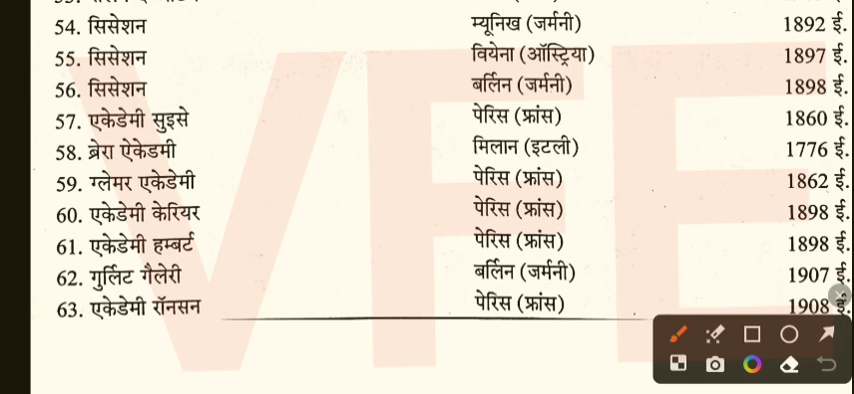 54. सिसेशन म्यूनिख (जर्मनी) 1892 ई.
55. सिसेशन वियेना (ऑस्ट्रिया) 1897 ई.
56. सिसेशन बर्लिन (जर्मनी) 1898 ई.
57. एकेडेमी सुइसे पेरिस (फ्रांस) 1860 ई.
58. ब्रेरा ऐकेडमी मिलान (इटली) 1776 ई.
59. ग्लेमर एकेडेमी पेरिस (फ्रांस) 1862 ई.
60. एकेडेमी केरियर पेरिस (फ्रांस) 1898 ई.
61. एकेडेमी हम्बर्ट पेरिस (फ्रांस) 1898 ई.
62. गुर्लिट गैलेरी बर्लिन (जर्मनी) 1907 ई.
63. एकेडेमी रॉनसन पेरिस (फ्रांस) 1908 ई.
VFE